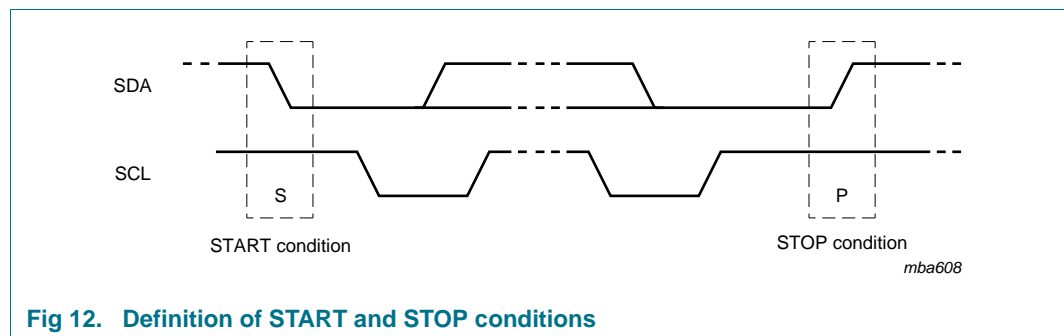 SDA
SCL
S
P
START condition
STOP condition
mba608
Fig 12. Definition of START and STOP conditions